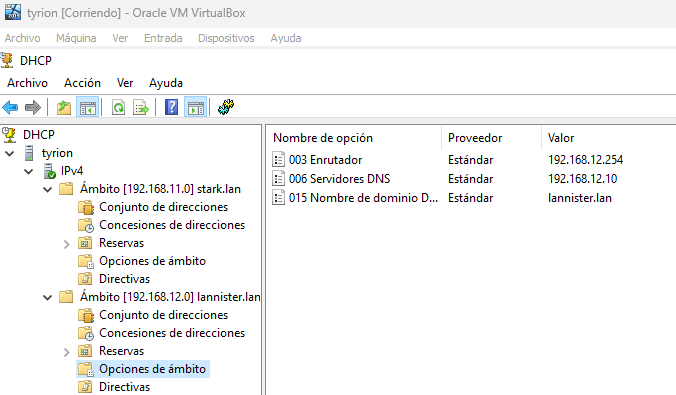 tyrion [Corriendo] - Oracle VM VirtualBox
Archivo Máquina Ver Entrada Dispositivos Ayuda
DHCP
Archivo Acción Ver Ayuda
DHCP
tyrion
IPv4
Ámbito [192.168.11.0] stark.lan
Conjunto de direcciones
Concesiones de direcciones
Reservas
Opciones de ámbito
Directivas
Ámbito [192.168.12.0] lannister.lan
Conjunto de direcciones
Concesiones de direcciones
Reservas
Opciones de ámbito
Directivas
Nombre de opción Proveedor Valor
003 Enrutador Estándar 192.168.12.254
006 Servidores DNS Estándar 192.168.12.10
015 Nombre de dominio D... Estándar lannister.lan